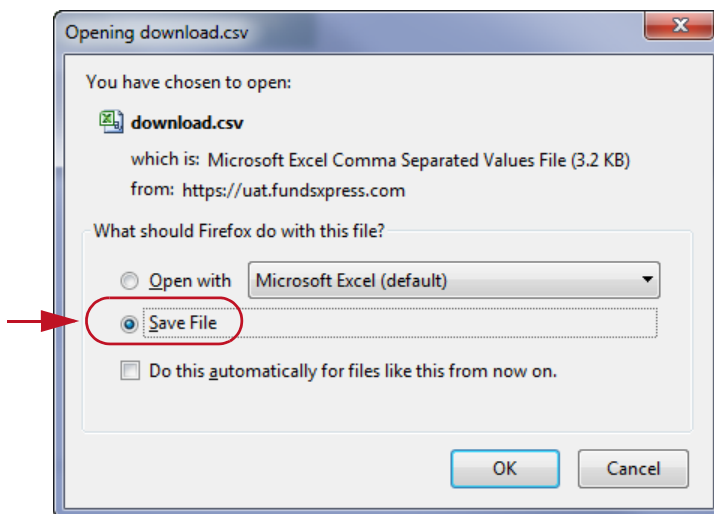 Opening download.csv
You have chosen to open:
download.csv
which is: Microsoft Excel Comma Separated Values File (3.2 KB)
from: https://uat.fundsxpress.com
What should Firefox do with this file?
Open with Microsoft Excel (default)
Save File
Do this automatically for files like this from now on.
OK Cancel